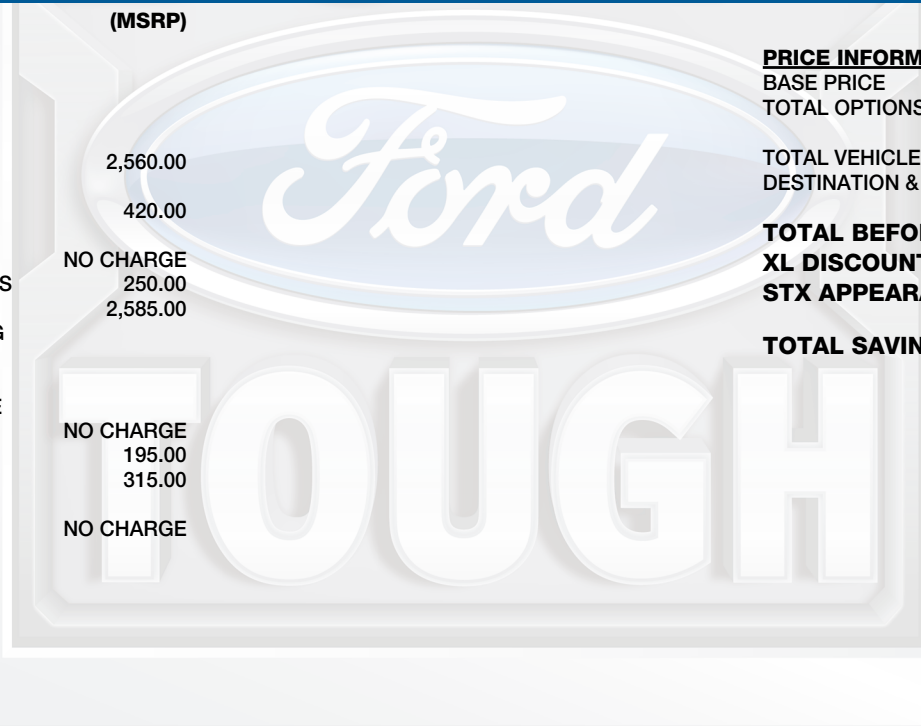 (MSRP)
2,560.00
420.00
NO CHARGE
S 250.00
2,585.00
G
E
NO CHARGE
195.00
315.00
NO CHARGE
PRICE INFORM
BASE PRICE
TOTAL OPTIONS
TOTAL VEHICLE
DESTINATION &
TOTAL BEFO
XL DISCOUNT
STX APPEAR
TOTAL SAVIN
Ford
TOUGH